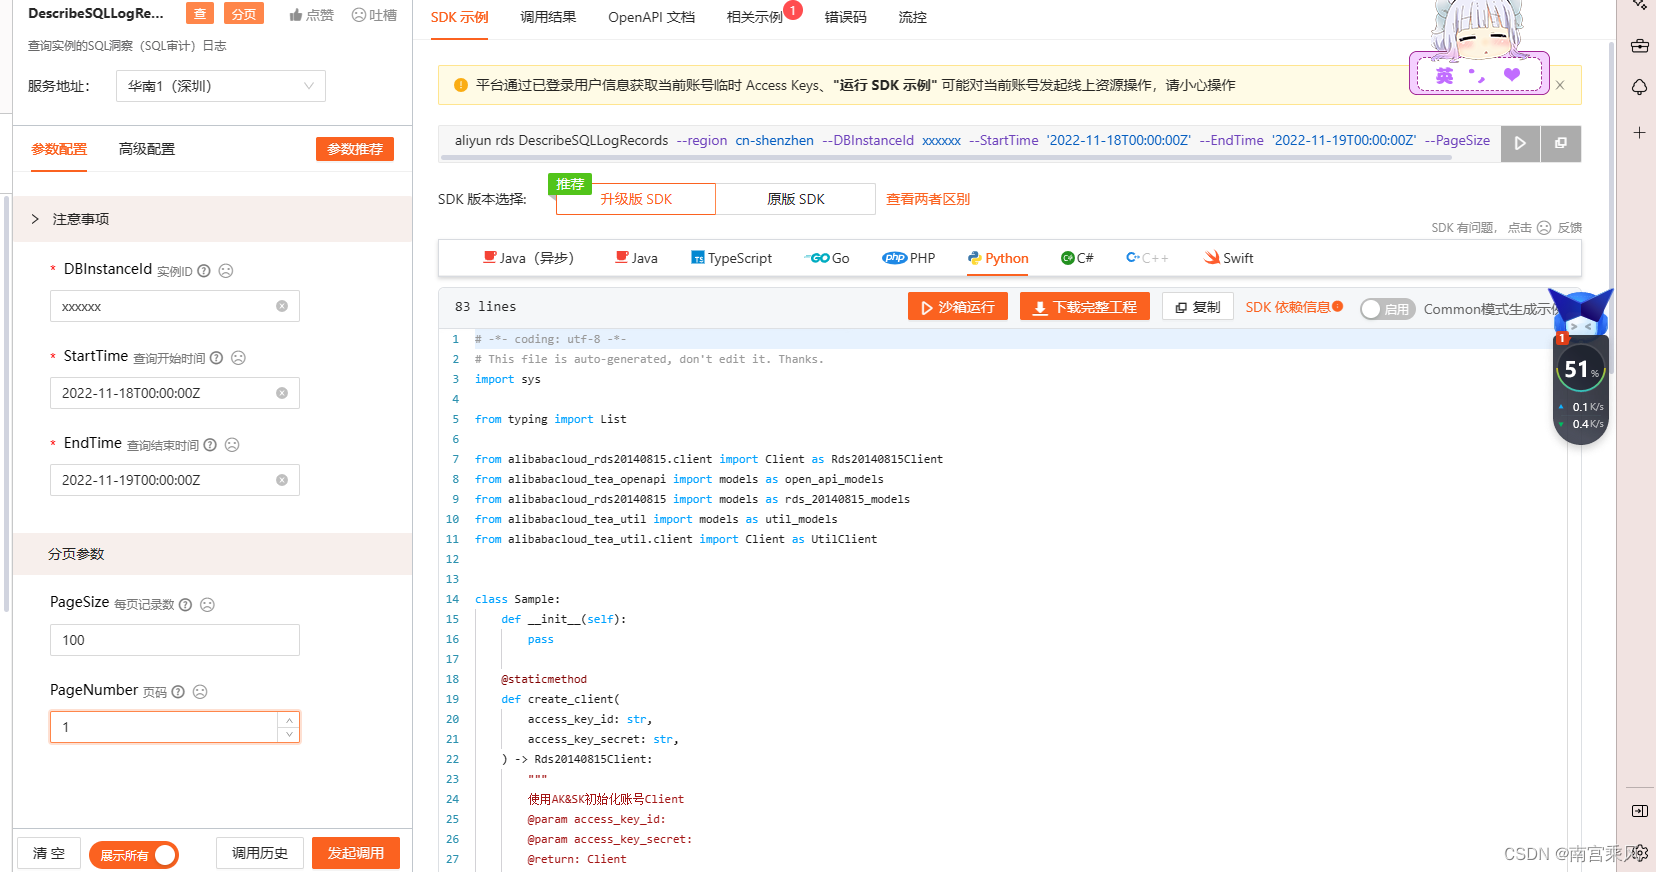 DescribeSQLLogRe... 查 分页 点赞 吐槽
查询实例的SQL洞察（SQL审计）日志
服务地址： 华南1（深圳）
参数配置 高级配置 参数推荐
注意事项
* DBInstanceId 实例ID
xxxxxx
* StartTime 查询开始时间
2022-11-18T00:00:00Z
* EndTime 查询结束时间
2022-11-19T00:00:00Z
分页参数
PageSize 每页记录数
100
PageNumber 页码
1
清 空 展示所有 调用历史 发起调用
SDK 示例 调用结果 OpenAPI 文档 相关示例 1 错误码 流控
平台通过已登录用户信息获取当前账号临时 Access Keys、"运行 SDK 示例" 可能对当前账号发起线上资源操作，请小心操作
英
aliyun rds DescribeSQLLogRecords --region cn-shenzhen --DBInstanceId xxxxxx --StartTime '2022-11-18T00:00:00Z' --EndTime '2022-11-19T00:00:00Z' --PageSize
SDK 版本选择: 推荐 升级版 SDK 原版 SDK 查看两者区别
SDK 有问题， 点击 反馈
Java（异步） Java TS TypeScript GO Go php PHP Python C# C# C++ Swift
83 lines 沙箱运行 下载完整工程 复制 SDK 依赖信息 启用 Common模式生成示
1 # -*- coding: utf-8 -*-
2 # This file is auto-generated, don't edit it. Thanks.
3 import sys
4
5 from typing import List
6
7 from alibabacloud_rds20140815.client import Client as Rds20140815Client
8 from alibabacloud_tea_openapi import models as open_api_models
9 from alibabacloud_rds20140815 import models as rds_20140815_models
10 from alibabacloud_tea_util import models as util_models
11 from alibabacloud_tea_util.client import Client as UtilClient
12
13
14 class Sample:
15 def __init__(self):
16 pass
17
18 @staticmethod
19 def create_client(
20 access_key_id: str,
21 access_key_secret: str,
22 ) -> Rds20140815Client:
23 """
24 使用AK&SK初始化账号Client
25 @param access_key_id:
26 @param access_key_secret:
27 @return: Client
1
51%
0.1K/s
0.4K/s
CSDN @南宫乘风